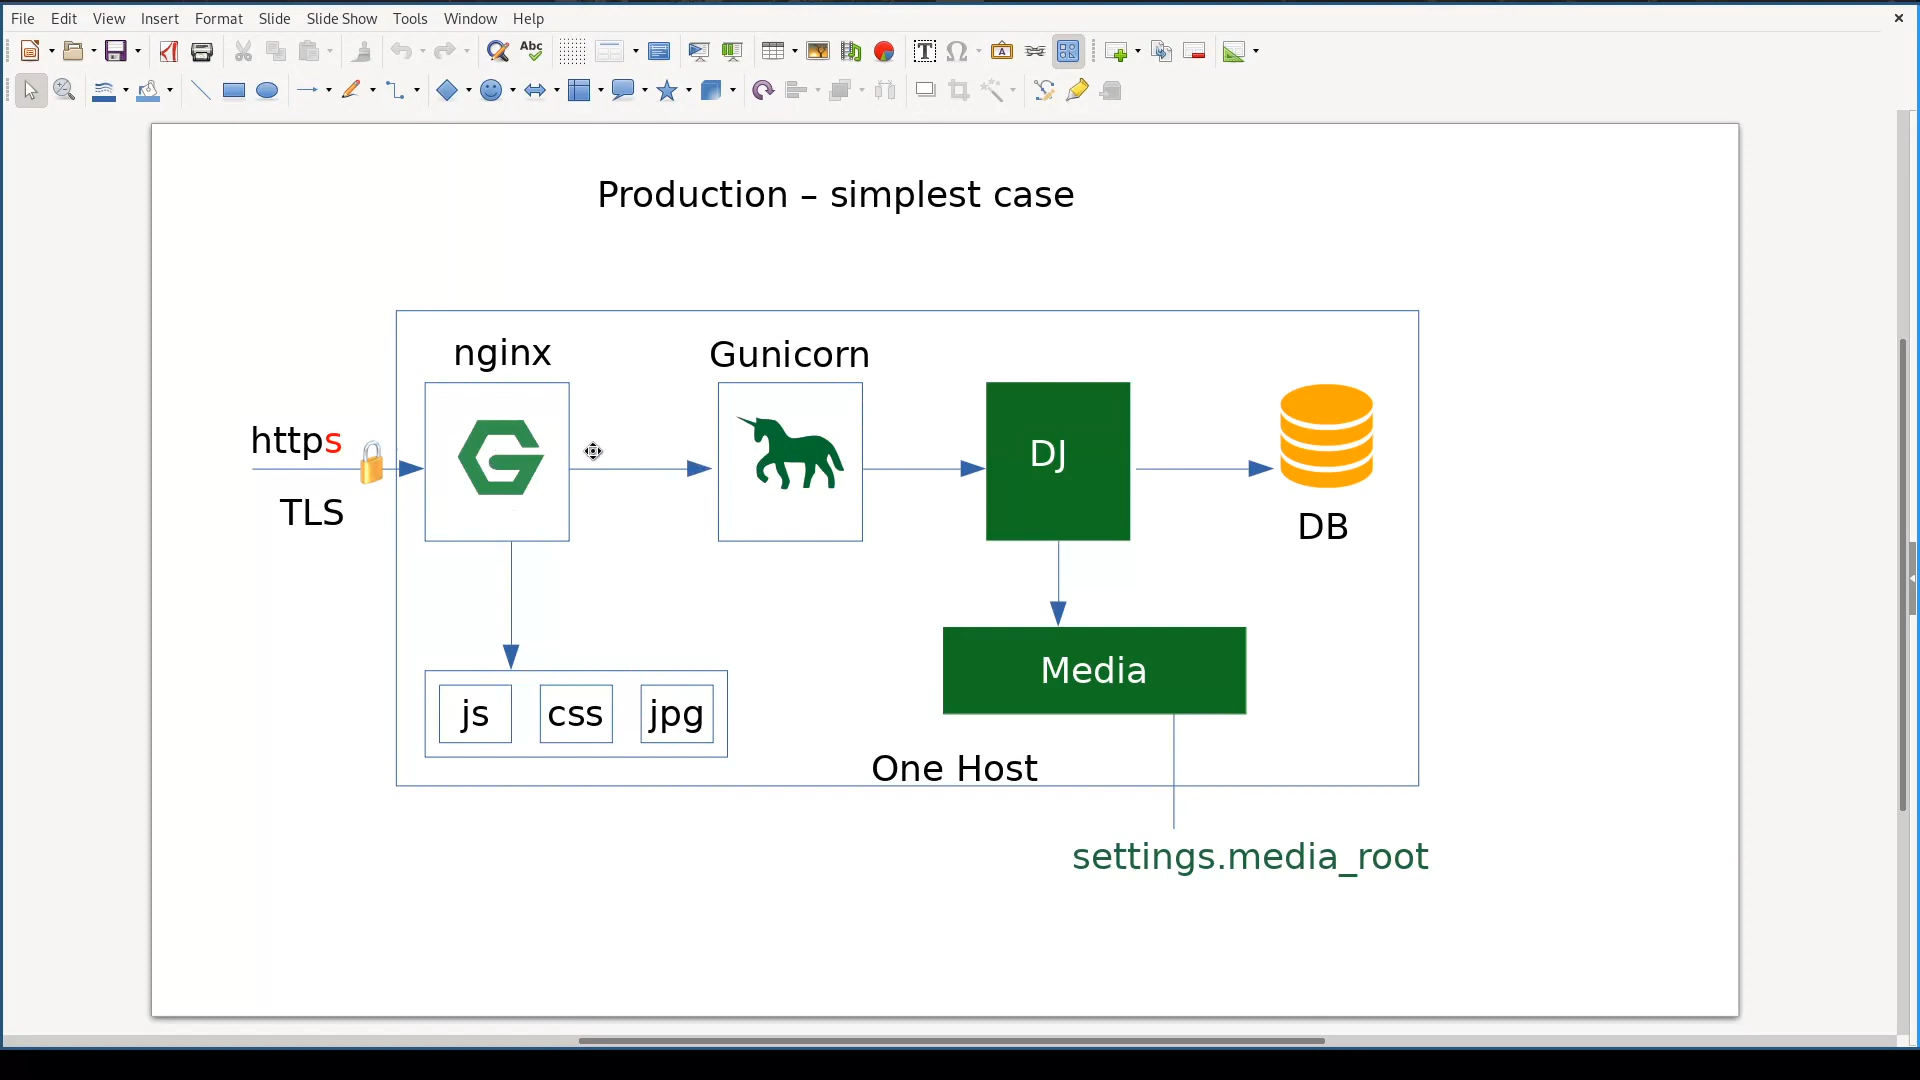 File Edit View Insert Format Slide Slide Show Tools Window Help
Abc
Production – simplest case
nginx
Gunicorn
https
TLS
DJ
DB
Media
js css jpg
One Host
settings.media_root